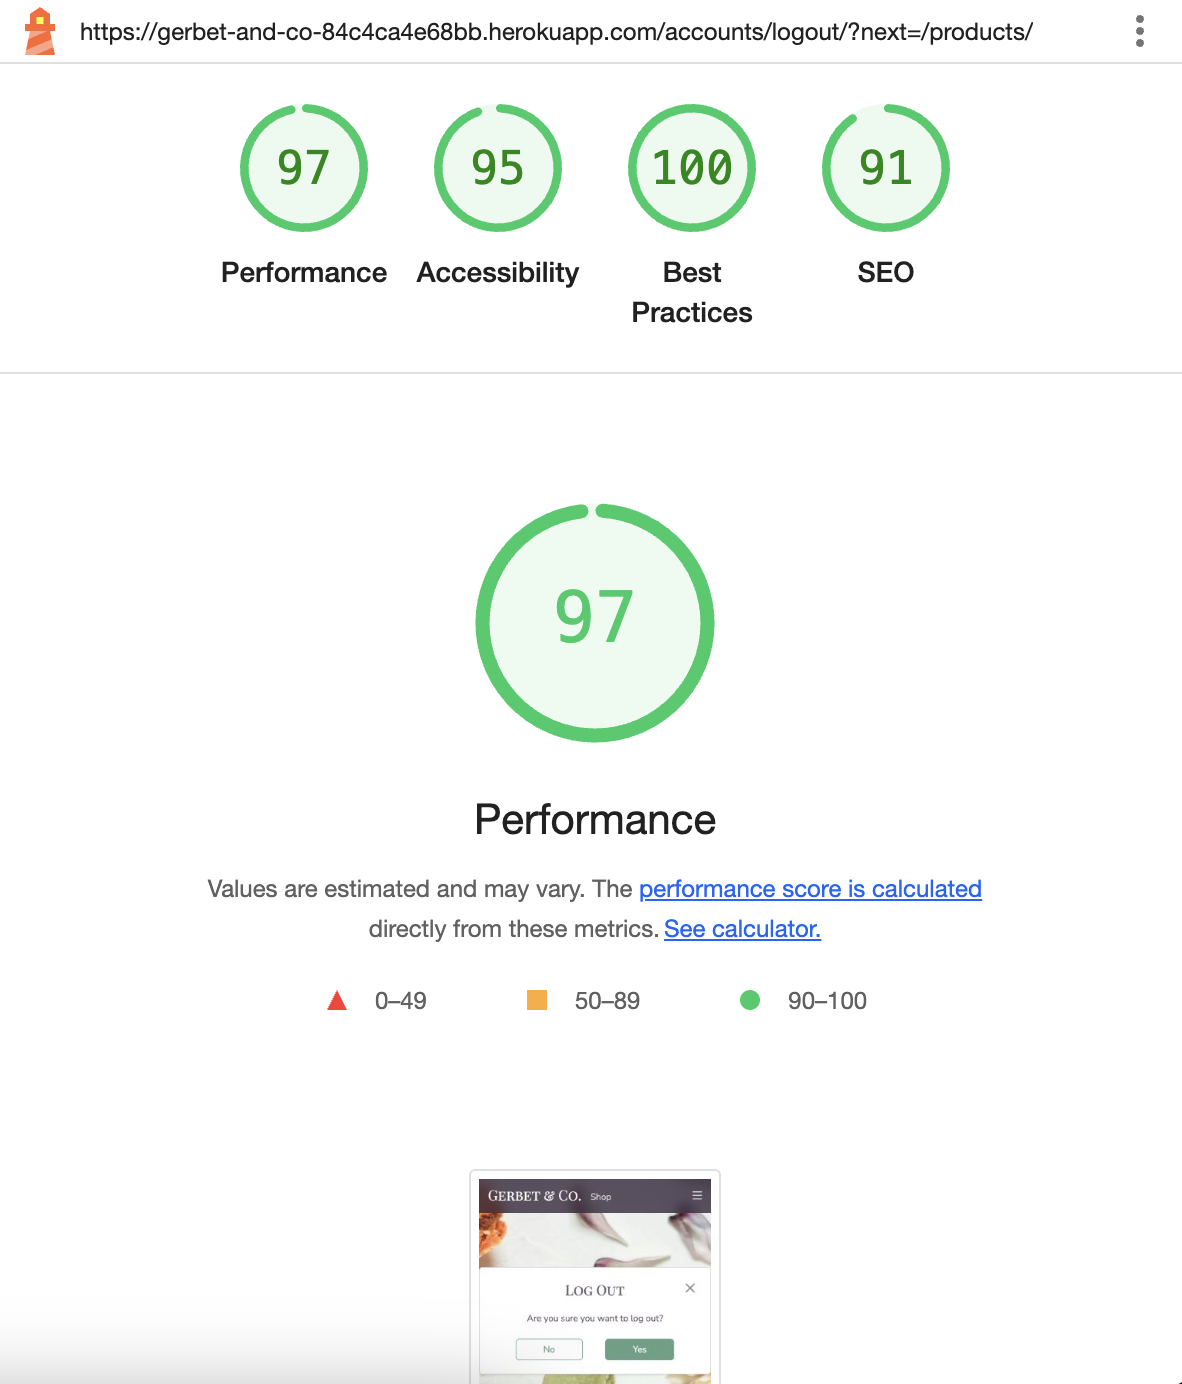 https://gerbet-and-co-84c4ca4e68bb.herokuapp.com/accounts/logout/?next=/products/
97
95
100
91
Performance
Accessibility
Best
Practices
SEO
97
Performance
Values are estimated and may vary. The performance score is calculated
directly from these metrics. See calculator.
0–49
50–89
90–100
GERBET & CO. Shop
LOG OUT
Are you sure you want to log out?
No
Yes